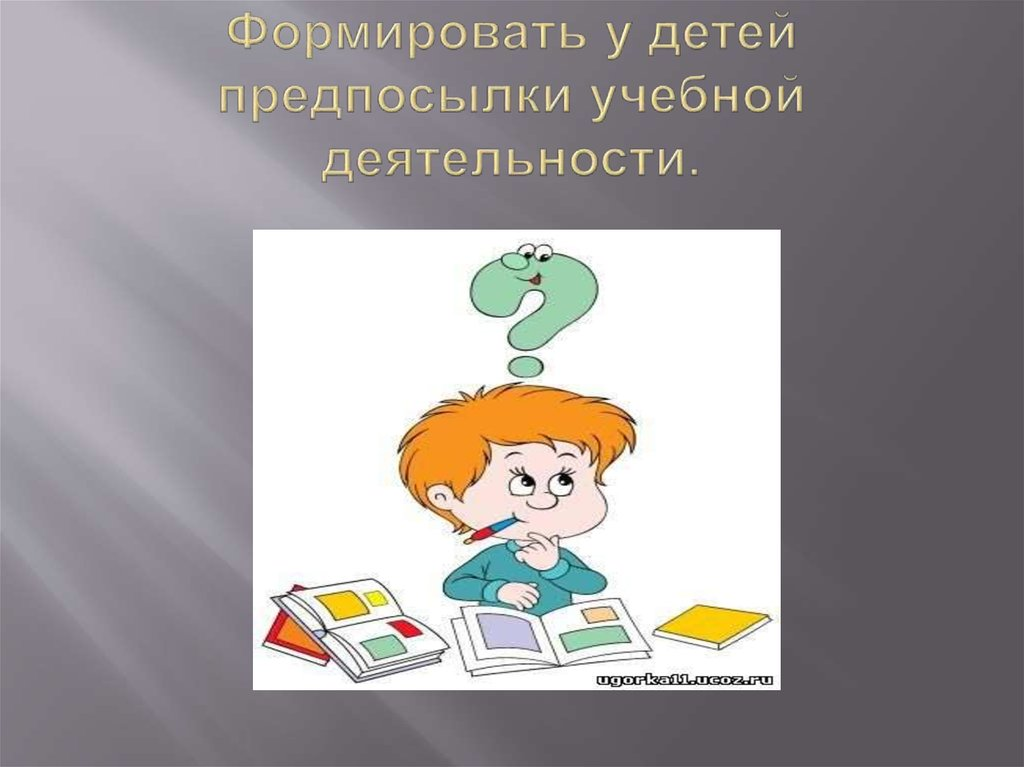 Формировать у детей
предпосылки учебной
деятельности.
ugorka11.ucoz.ru